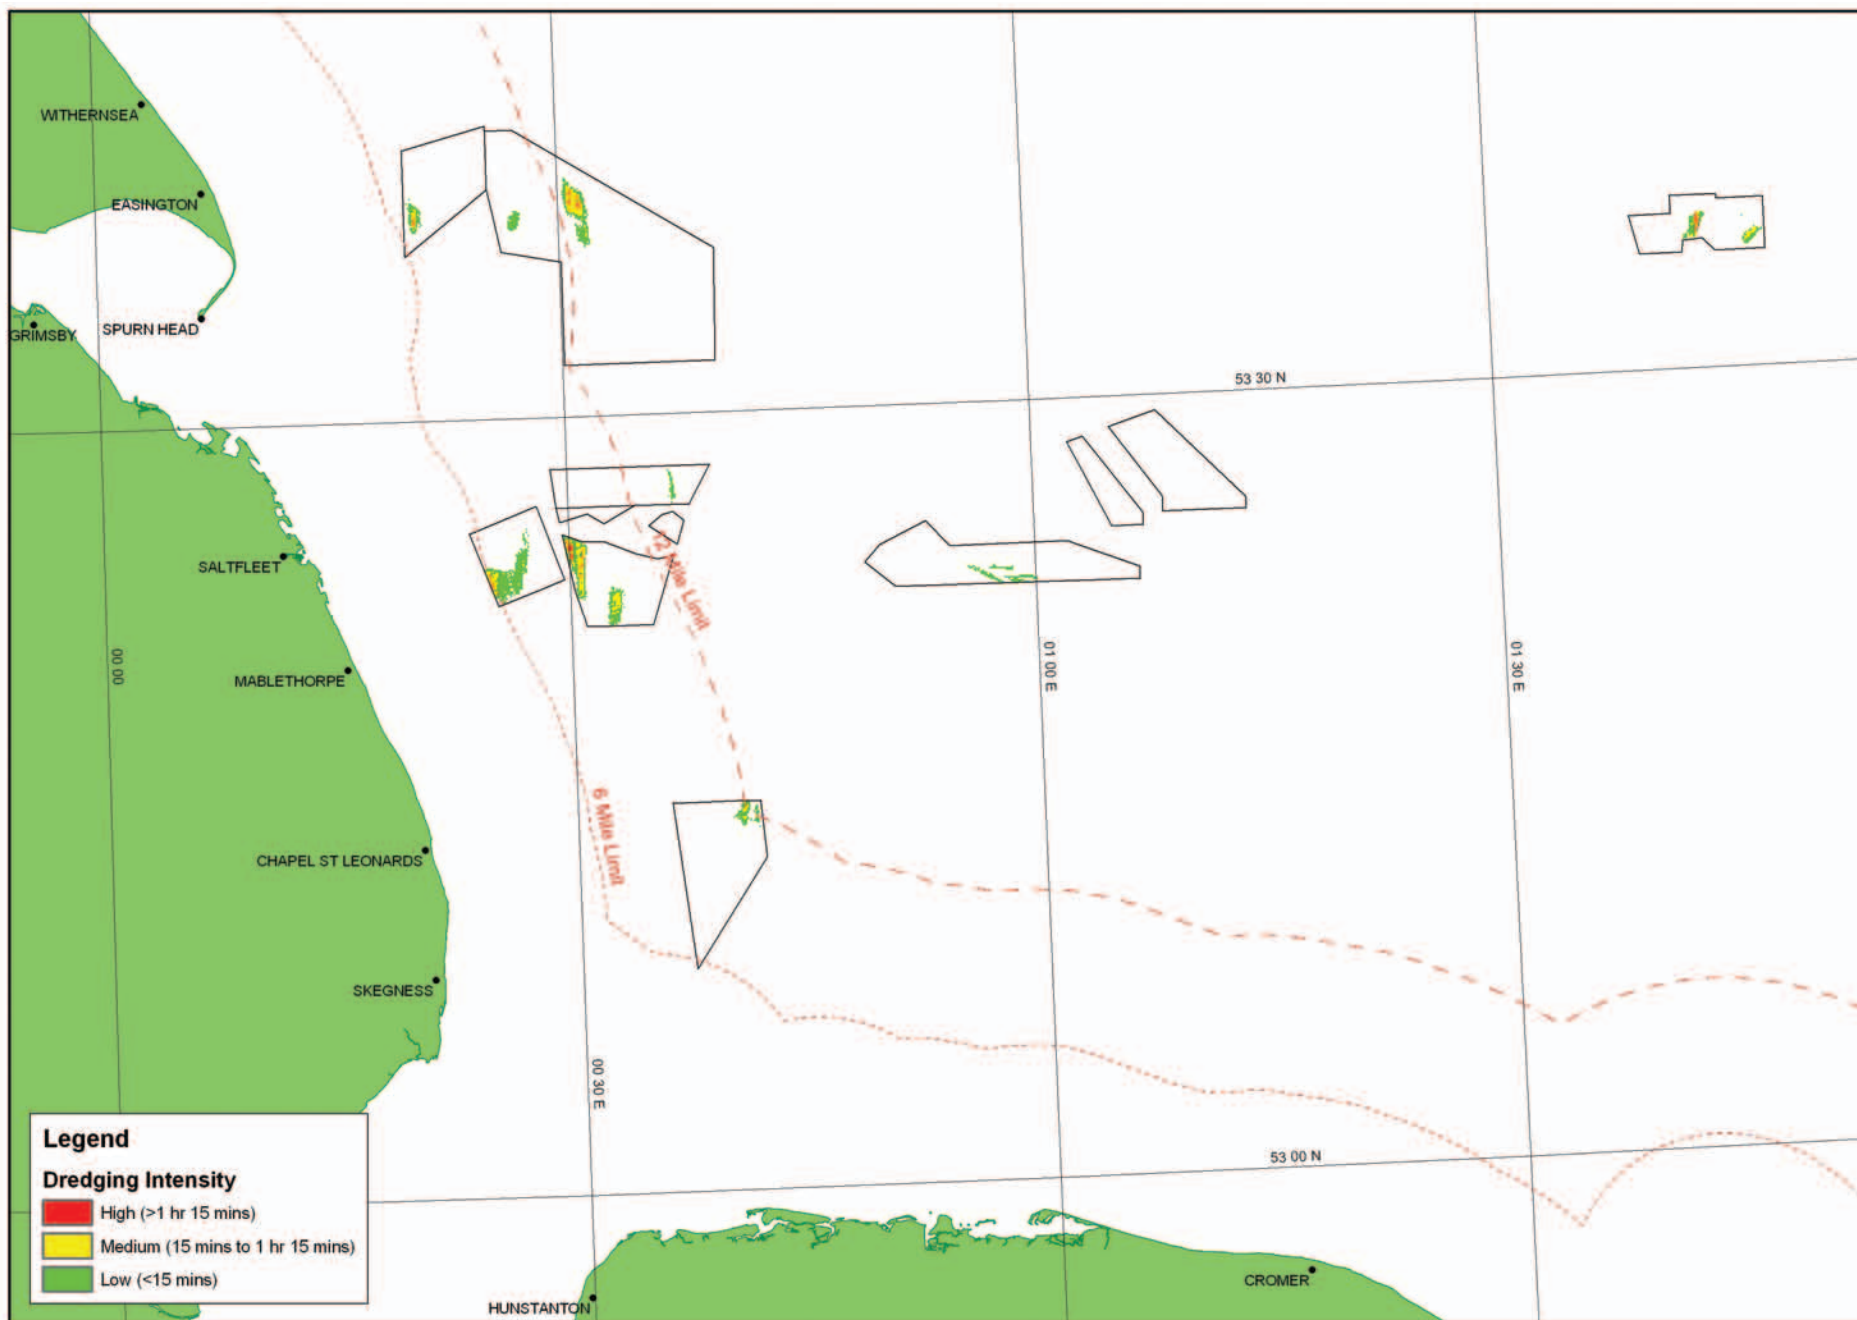 WITHERNSEA
EASINGTON
SPURN HEAD
GRIMSBY
53 30 N
SALTFLEET
12 Mile Limit
MABLETHORPE
00 00
01 00 E
01 30 E
6 Mile Limit
CHAPEL ST LEONARDS
SKEGNESS
00 30 E
53 00 N
CROMER
HUNSTANTON
Legend
Dredging Intensity
High (>1 hr 15 mins)
Medium (15 mins to 1 hr 15 mins)
Low (<15 mins)